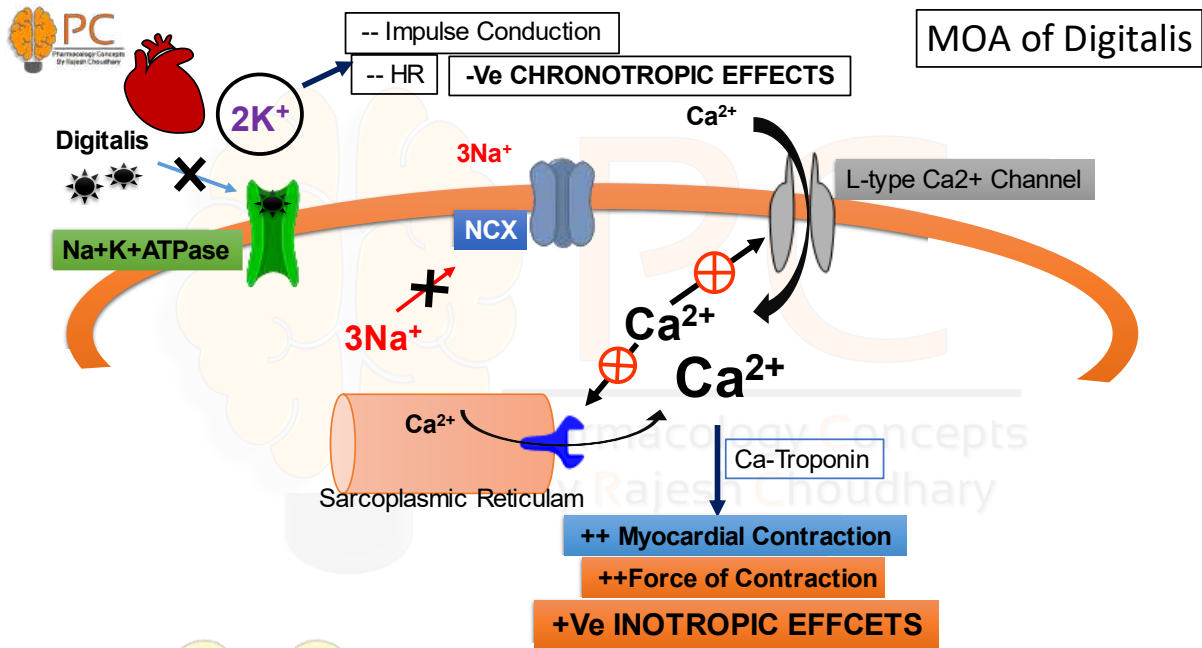 PC
Pharmacology Concepts
By Rajesh Choudhary
-- Impulse Conduction
MOA of Digitalis
-- HR
-Ve CHRONOTROPIC EFFECTS
2K⁺
Ca²⁺
Digitalis
3Na⁺
L-type Ca2+ Channel
NCX
Na+K+ATPase
3Na⁺
Ca²⁺
Ca²⁺
Ca²⁺
PC
rmacology Concepts
y Rajesh Choudhary
Ca-Troponin
Sarcoplasmic Reticulam
++ Myocardial Contraction
++Force of Contraction
+Ve INOTROPIC EFFCETS